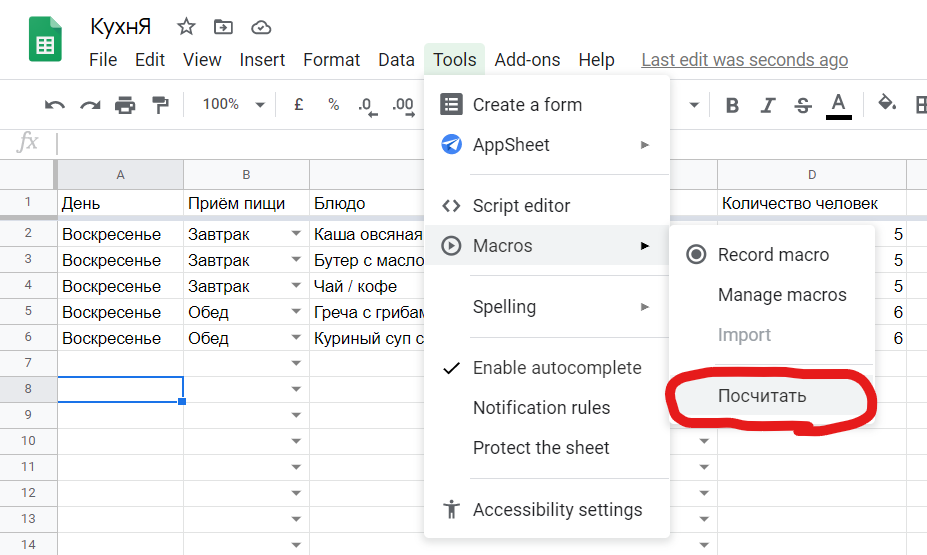 КухнЯ
File Edit View Insert Format Data Tools Add-ons Help Last edit was seconds ago
100% £ % .0 .00 B I S A
fx
A B D
1 День Приём пищи Блюдо Количество человек
2 Воскресенье Завтрак Каша овсяная 5
3 Воскресенье Завтрак Бутер с масло 5
4 Воскресенье Завтрак Чай / кофе 5
5 Воскресенье Обед Греча с грибам 6
6 Воскресенье Обед Куриный суп с 6
7
8
9
10
11
12
13
14
Create a form
AppSheet
Script editor
Macros
Spelling
Enable autocomplete
Notification rules
Protect the sheet
Accessibility settings
Record macro
Manage macros
Import
Посчитать